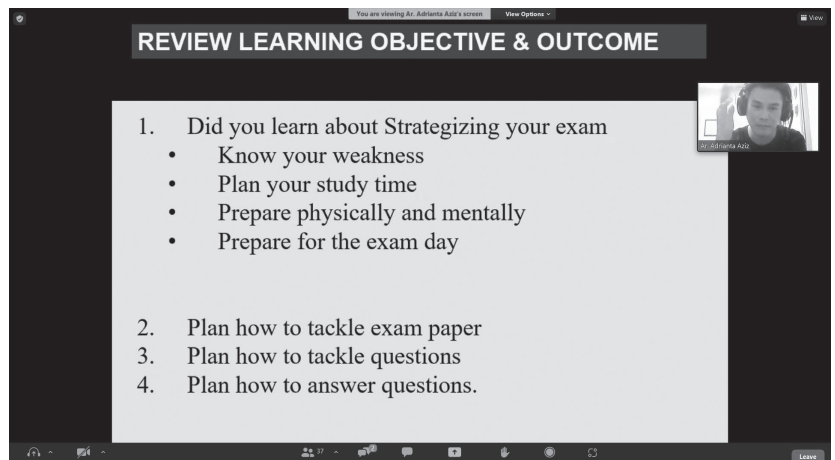 You are viewing Ar. Adrianta Aziz's screen View Options
View
REVIEW LEARNING OBJECTIVE & OUTCOME
Ar. Adrianta Aziz
1. Did you learn about Strategizing your exam
• Know your weakness
• Plan your study time
• Prepare physically and mentally
• Prepare for the exam day
2. Plan how to tackle exam paper
3. Plan how to tackle questions
4. Plan how to answer questions.
37 2
Leave